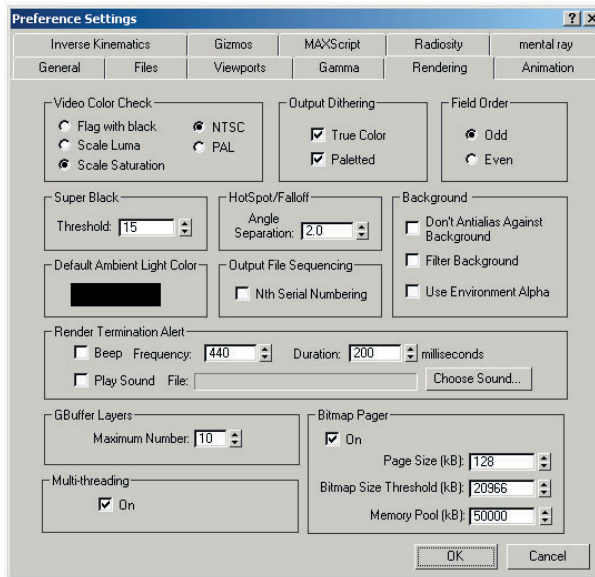 Preference Settings
Inverse Kinematics Gizmos MAXScript Radiosity mental ray
General Files Viewports Gamma Rendering Animation
Video Color Check
Flag with black
Scale Luma
Scale Saturation
NTSC
PAL
Output Dithering
True Color
Paletted
Field Order
Odd
Even
Super Black
Threshold: 15
HotSpot/Falloff
Angle
Separation: 2.0
Background
Don't Antialias Against
Background
Filter Background
Use Environment Alpha
Default Ambient Light Color
Output File Sequencing
Nth Serial Numbering
Render Termination Alert
Beep Frequency: 440 Duration: 200 milliseconds
Play Sound File: Choose Sound...
GBuffer Layers
Maximum Number: 10
Bitmap Pager
On
Page Size (kB): 128
Bitmap Size Threshold (kB): 20966
Memory Pool (kB): 50000
Multi-threading
On
OK Cancel